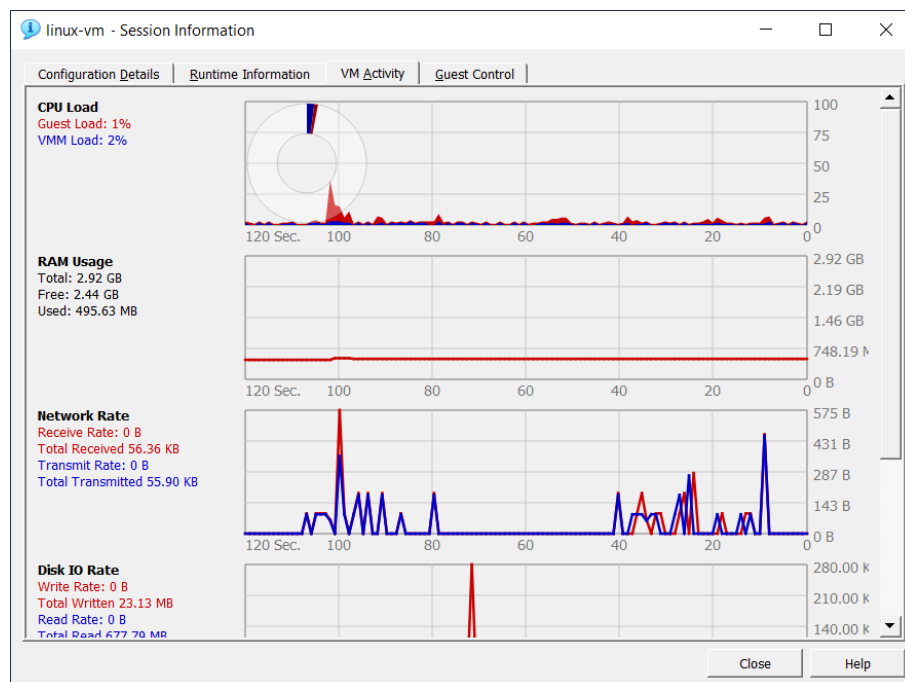 linux-vm - Session Information
Configuration Details
Runtime Information
VM Activity
Guest Control
CPU Load
Guest Load: 1%
VMM Load: 2%
100
75
50
25
0
120 Sec. 100 80 60 40 20 0
RAM Usage
Total: 2.92 GB
Free: 2.44 GB
Used: 495.63 MB
2.92 GB
2.19 GB
1.46 GB
748.19 M
0 B
120 Sec. 100 80 60 40 20 0
Network Rate
Receive Rate: 0 B
Total Received 56.36 KB
Transmit Rate: 0 B
Total Transmitted 55.90 KB
575 B
431 B
287 B
143 B
0 B
120 Sec. 100 80 60 40 20 0
Disk IO Rate
Write Rate: 0 B
Total Written 23.13 MB
Read Rate: 0 B
Total Read 677.79 MB
280.00 K
210.00 K
140.00 K
Close
Help